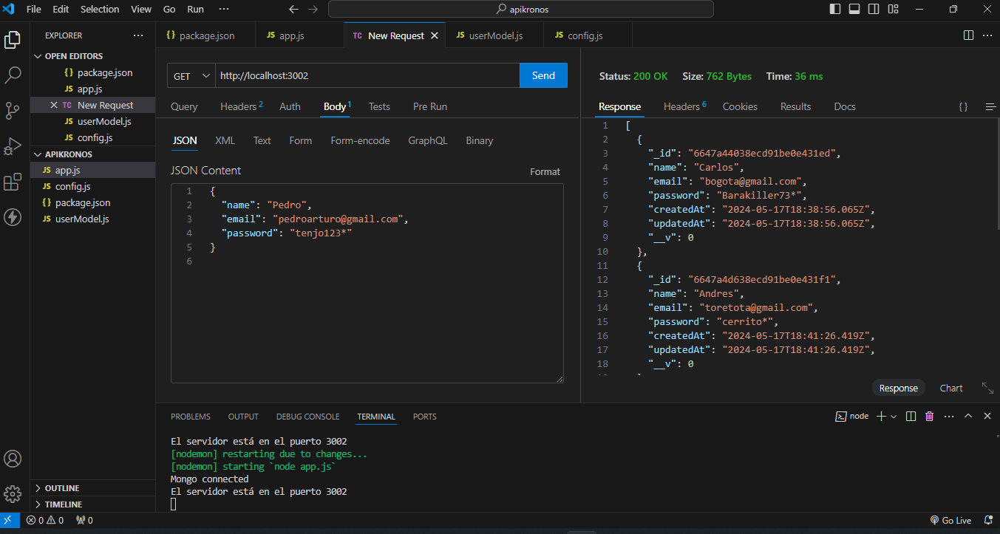 File Edit Selection View Go Run ··· apikronos
EXPLORER ···
OPEN EDITORS
{} package.json
JS app.js
TC New Request
JS userModel.js
JS config.js
APIKRONOS
JS app.js
JS config.js
{} package.json
JS userModel.js
OUTLINE
TIMELINE
{} package.json JS app.js TC New Request JS userModel.js JS config.js ···
GET http://localhost:3002 Send
Query Headers 2 Auth Body 1 Tests Pre Run
JSON XML Text Form Form-encode GraphQL Binary
JSON Content Format
1 {
2 "name": "Pedro",
3 "email": "pedroarturo@gmail.com",
4 "password": "tenjo123*"
5 }
6
Status: 200 OK Size: 762 Bytes Time: 36 ms
Response Headers 6 Cookies Results Docs {}
1 [
2 {
3 "_id": "6647a44038ecd91be0e431ed",
4 "name": "Carlos",
5 "email": "bogota@gmail.com",
6 "password": "Barakiller73*",
7 "createdAt": "2024-05-17T18:38:56.065Z",
8 "updatedAt": "2024-05-17T18:38:56.065Z",
9 "__v": 0
10 },
11 {
12 "_id": "6647a4d638ecd91be0e431f1",
13 "name": "Andres",
14 "email": "toretota@gmail.com",
15 "password": "cerrito*",
16 "createdAt": "2024-05-17T18:41:26.419Z",
17 "updatedAt": "2024-05-17T18:41:26.419Z",
18 "__v": 0
Response Chart
PROBLEMS OUTPUT DEBUG CONSOLE TERMINAL PORTS node ···
El servidor está en el puerto 3002
[nodemon] restarting due to changes...
[nodemon] starting `node app.js`
Mongo connected
El servidor está en el puerto 3002
0 0 0 Go Live